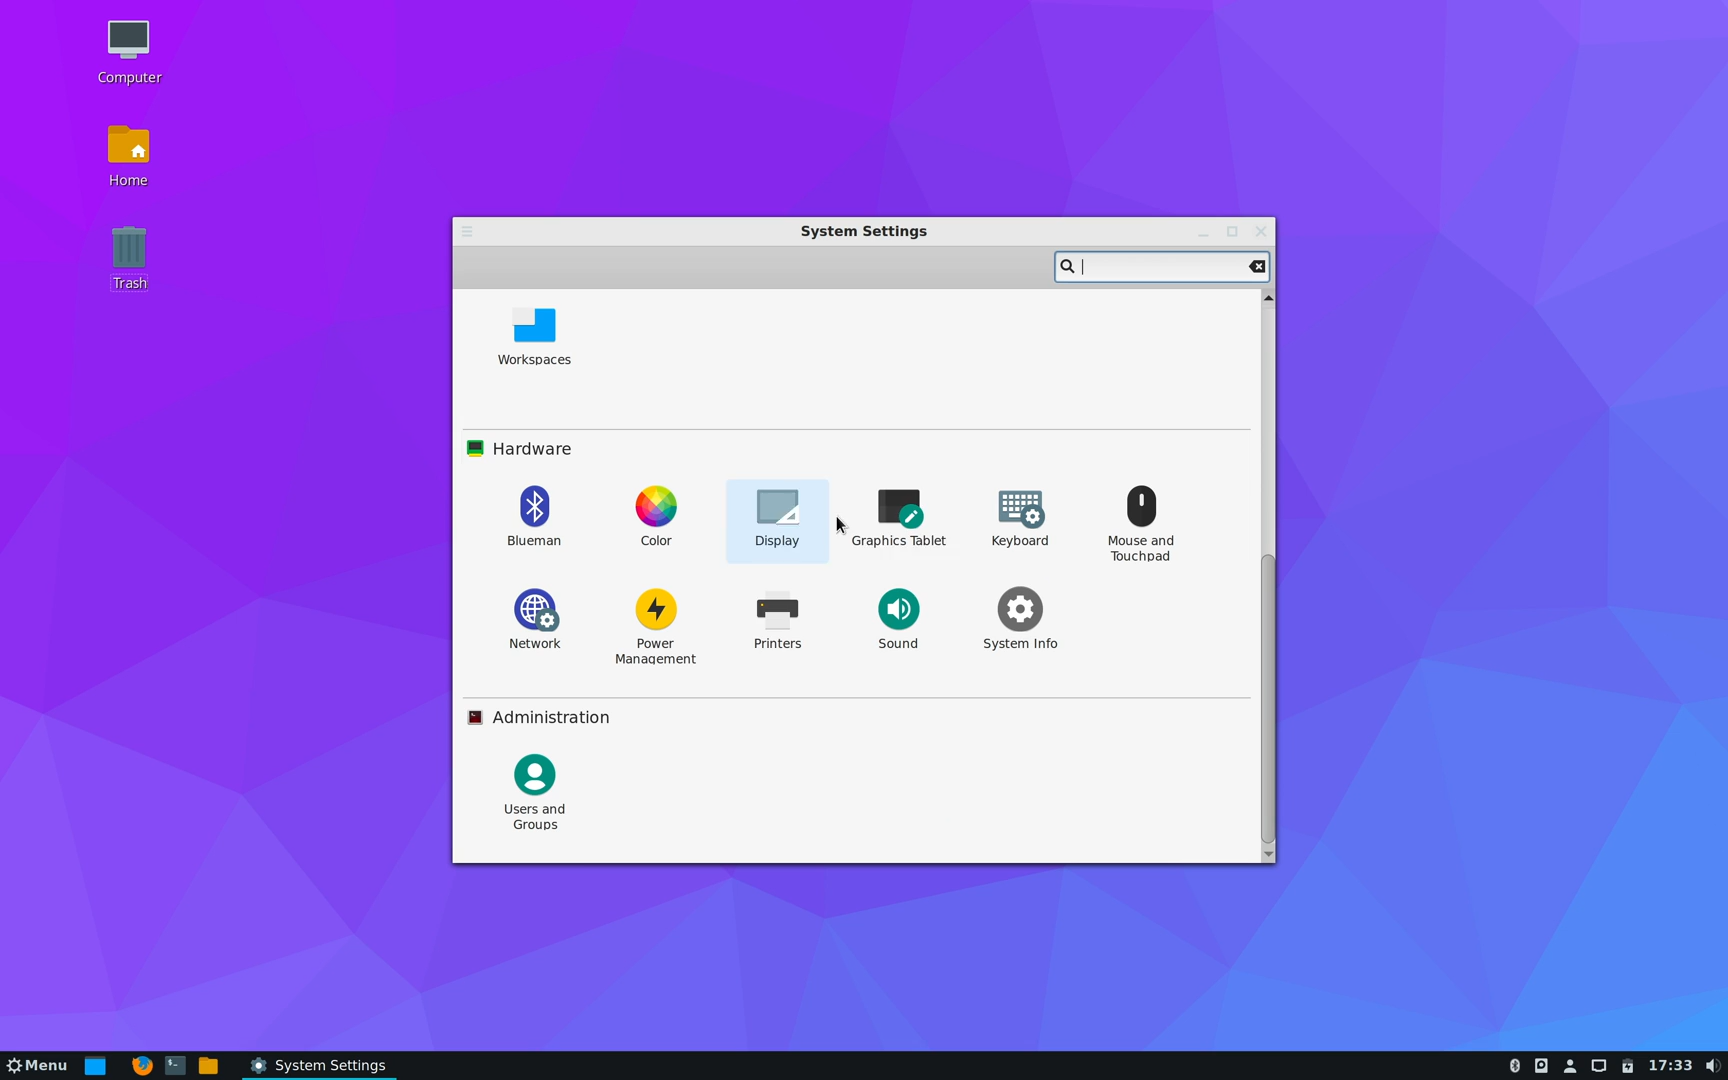 Computer
Home
Trash
System Settings
Workspaces
Hardware
Blueman
Color
Display
Graphics Tablet
Keyboard
Mouse and
Touchpad
Network
Power
Management
Printers
Sound
System Info
Administration
Users and
Groups
Menu
System Settings
17:33